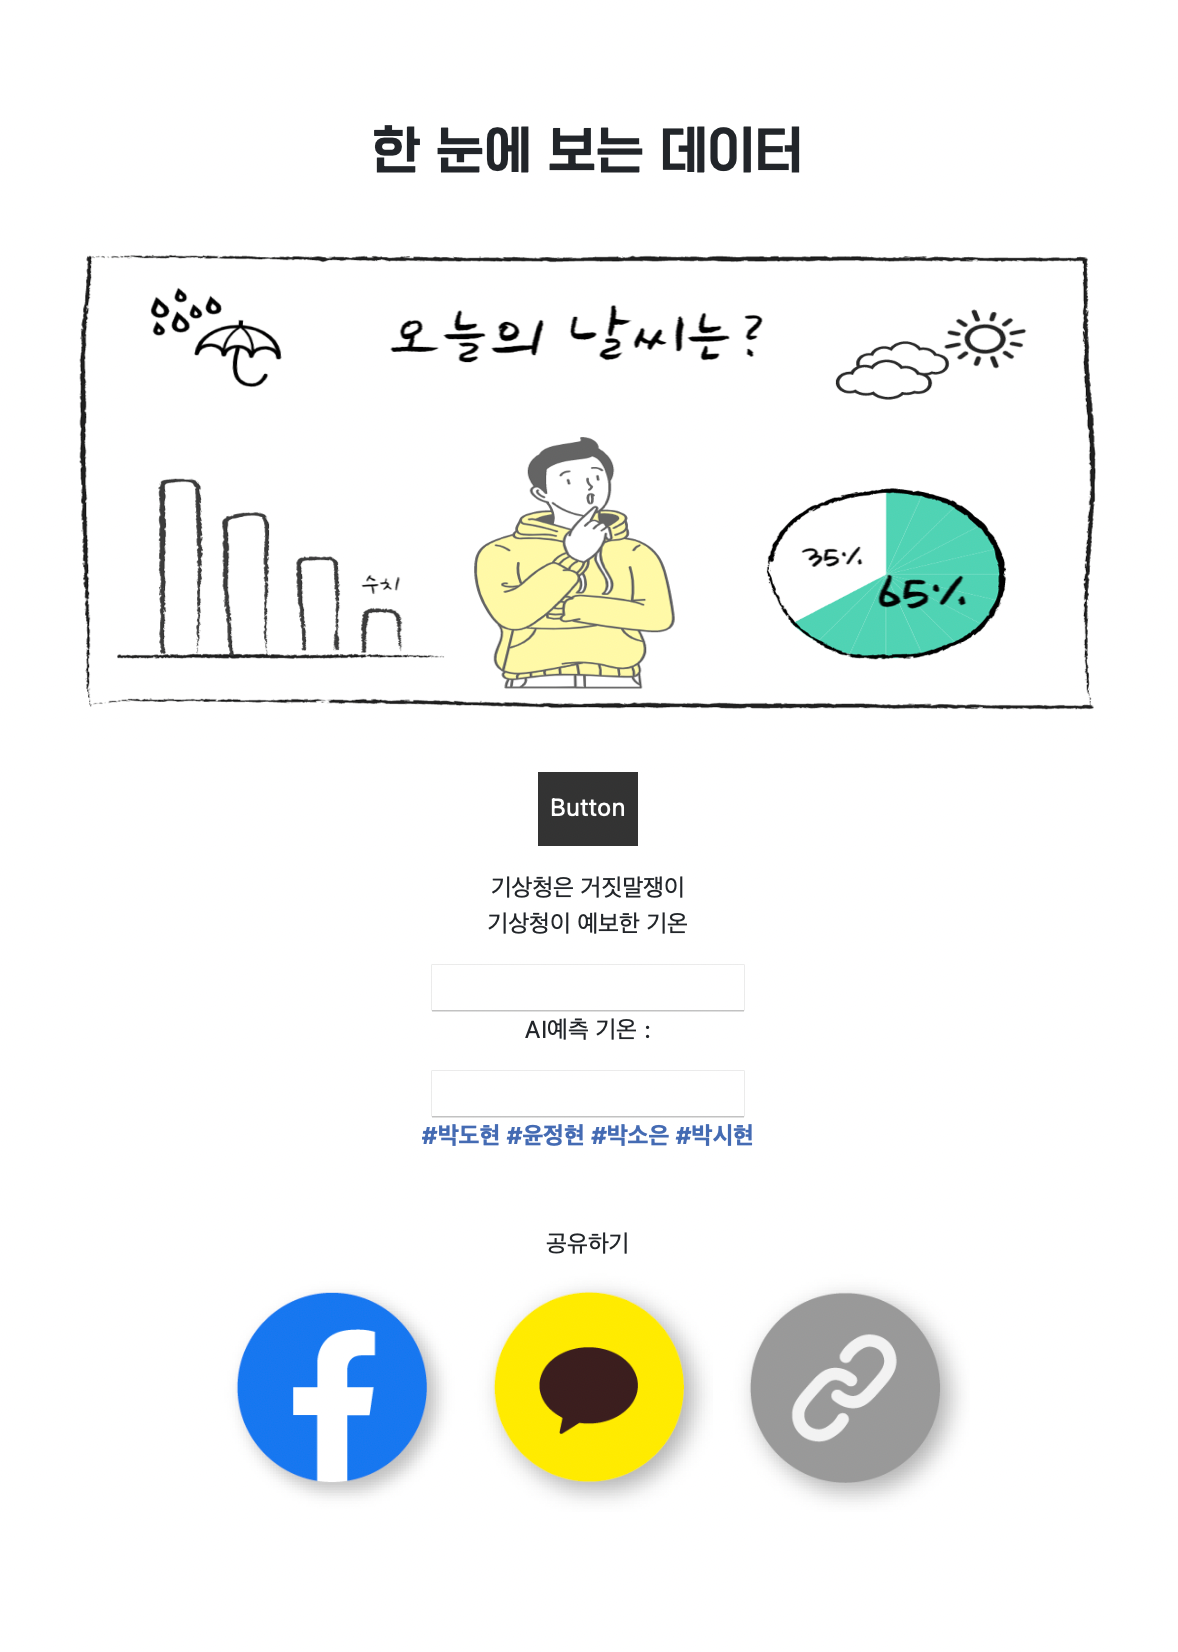 한 눈에 보는 데이터
오늘의 날씨는?
수치
35%
65%
Button
기상청은 거짓말쟁이
기상청이 예보한 기온
AI예측 기온 :
#박도현 #윤정현 #박소은 #박시현
공유하기